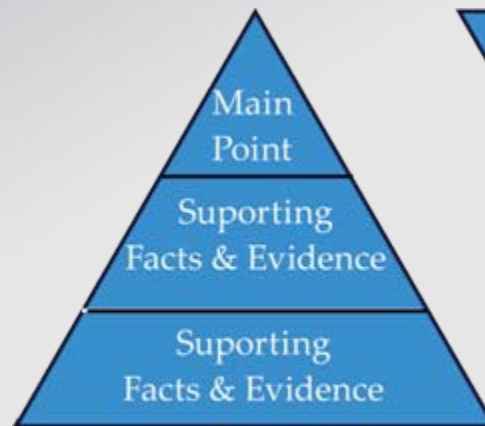 Main
Point
Suporting
Facts & Evidence
Suporting
Facts & Evidence